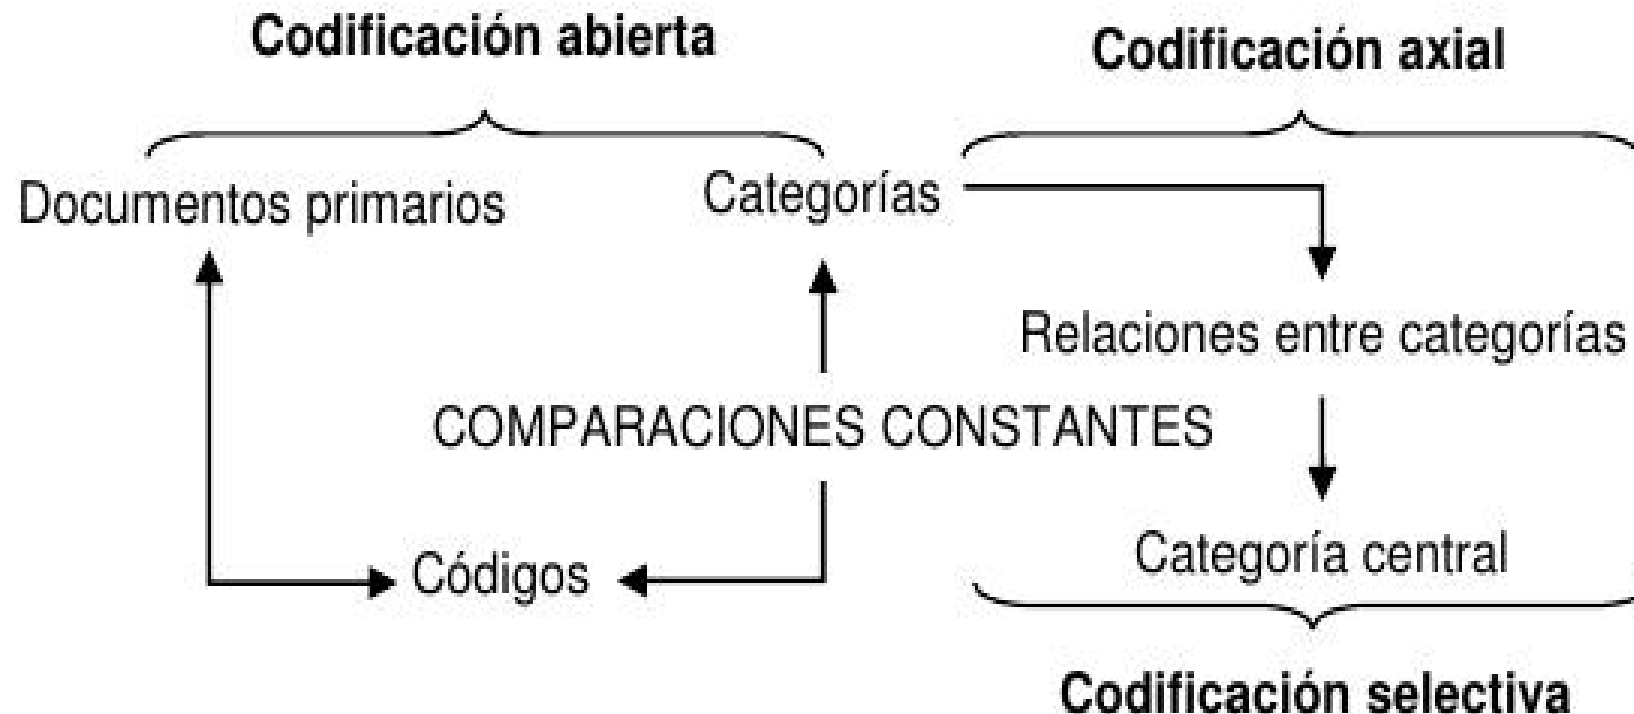 Codificación abierta
Codificación axial
Documentos primarios
Categorías
Relaciones entre categorías
COMPARACIONES CONSTANTES
Códigos
Categoría central
Codificación selectiva